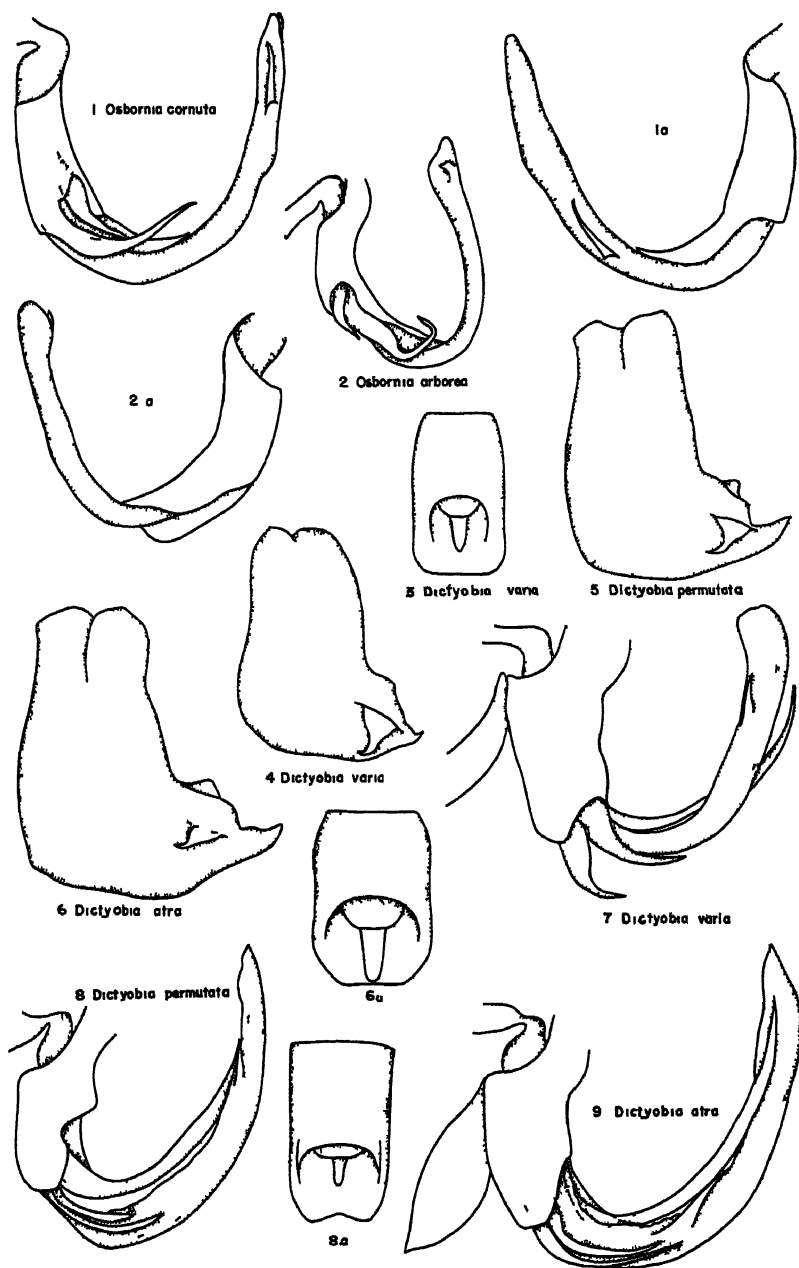 1 Osbornia cornuta
1a
2 Osbornia arborea
2 a
3 Dictyobia varia
5 Dictyobia permutata
4 Dictyobia varia
6 Dictyobia atra
7 Dictyobia varia
8 Dictyobia permutata
6a
9 Dictyobia atra
8a